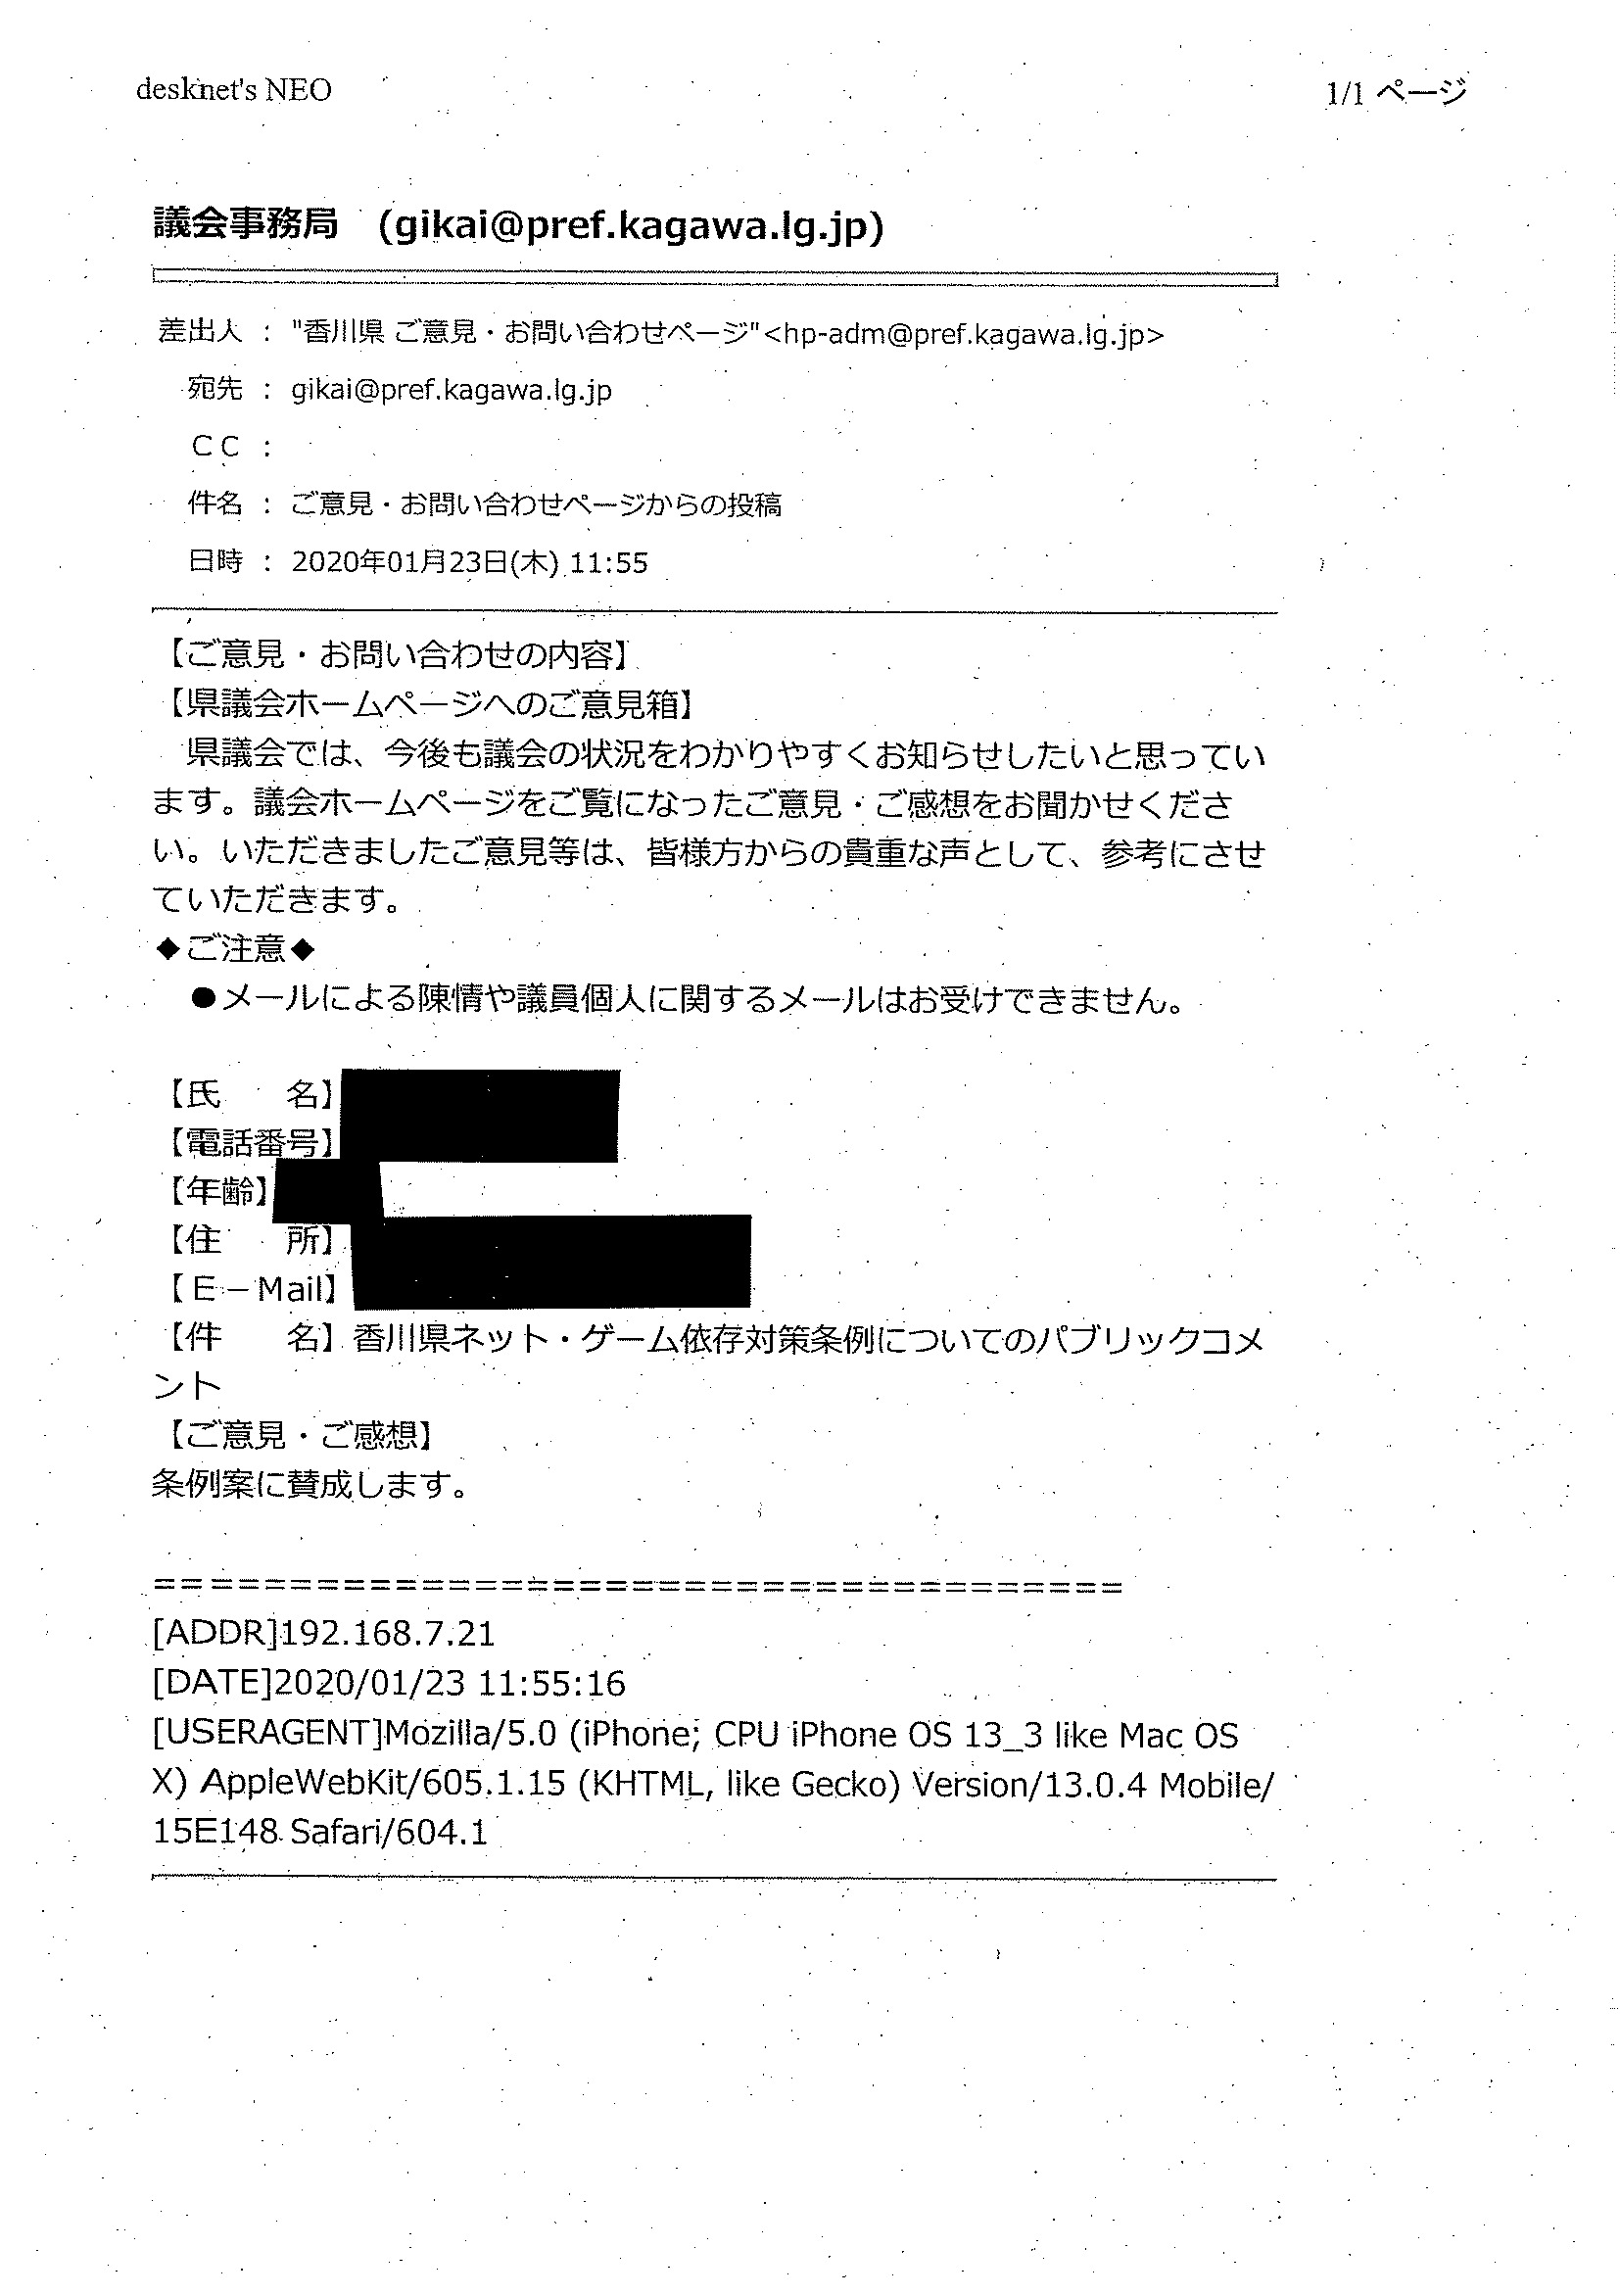 desknet's NEO
1/1 ページ
議会事務局　(gikai@pref.kagawa.lg.jp)
差出人 ： "香川県 ご意見・お問い合わせページ"<hp-adm@pref.kagawa.lg.jp>
宛先 ： gikai@pref.kagawa.lg.jp
ＣＣ ：
件名 ： ご意見・お問い合わせページからの投稿
日時 ： 2020年01月23日(木) 11:55
【ご意見・お問い合わせの内容】
【県議会ホームページへのご意見箱】
　県議会では、今後も議会の状況をわかりやすくお知らせしたいと思ってい
ます。議会ホームページをご覧になったご意見・ご感想をお聞かせくださ
い。いただきましたご意見等は、皆様方からの貴重な声として、参考にさせ
ていただきます。
◆ご注意◆
　●メールによる陳情や議員個人に関するメールはお受けできません。
【氏　　名】
【電話番号】
【年齢】
【住　　所】
【Ｅ－Mail】
【件　　名】香川県ネット・ゲーム依存対策条例についてのパブリックコメ
ント
【ご意見・ご感想】
条例案に賛成します。
=====================================
[ADDR]192.168.7.21
[DATE]2020/01/23 11:55:16
[USERAGENT]Mozilla/5.0 (iPhone; CPU iPhone OS 13_3 like Mac OS
X) AppleWebKit/605.1.15 (KHTML, like Gecko) Version/13.0.4 Mobile/
15E148 Safari/604.1